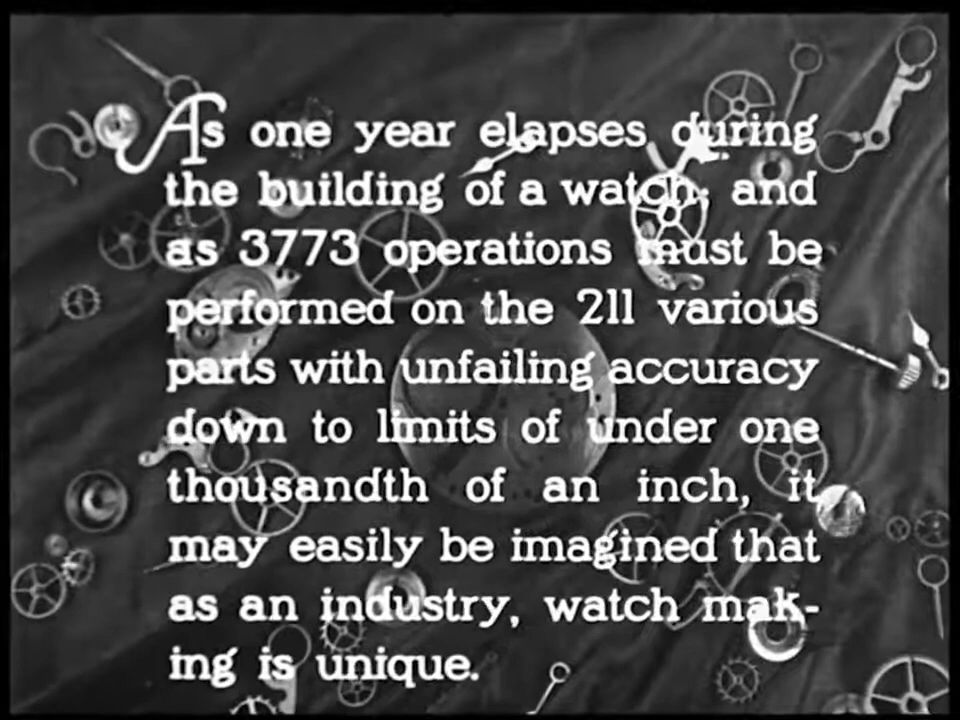 As one year elapses during
the building of a watch; and
as 3773 operations must be
performed on the 211 various
parts with unfailing accuracy
down to limits of under one
thousandth of an inch, it
may easily be imagined that
as an industry, watch mak-
ing is unique.